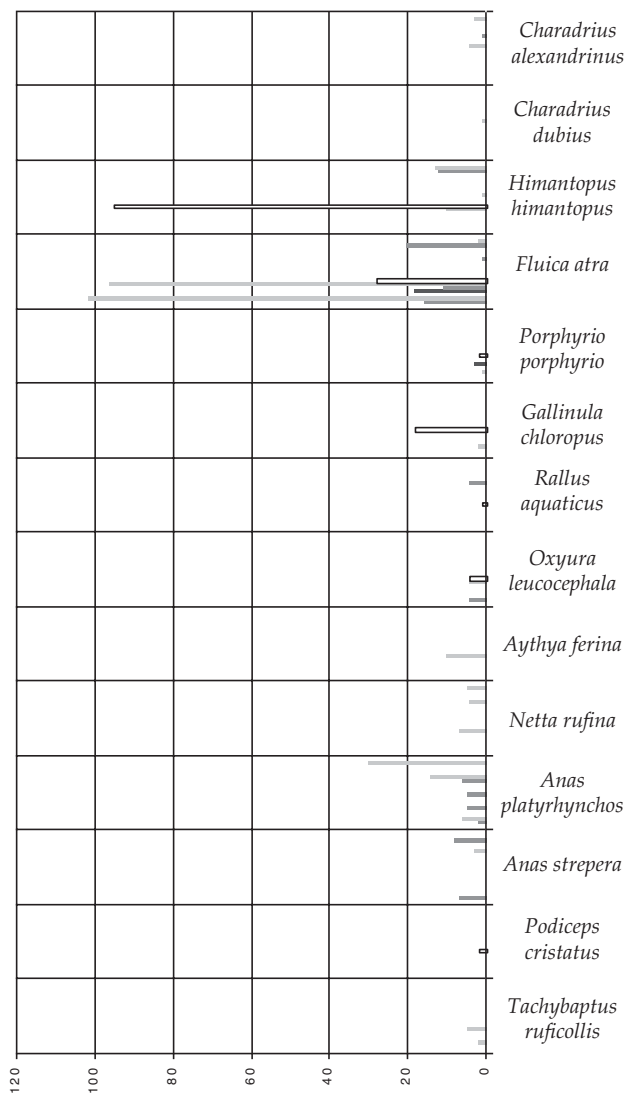 Charadrius
alexandrinus
Charadrius
dubius
Himantopus
himantopus
Fluica atra
Porphyrio
porphyrio
Gallinula
chloropus
Rallus
aquaticus
Oxyura
leucocephala
Aythya ferina
Netta rufina
Anas
platyrhynchos
Anas strepera
Podiceps
cristatus
Tachybaptus
ruficollis
120
100
80
60
40
20
0